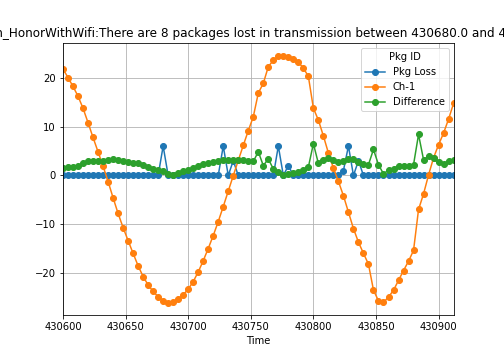 n_HonorWithWifi:There are 8 packages lost in transmission between 430680.0 and 4
Pkg ID
Pkg Loss
Ch-1
Difference
20
10
0
−10
−20
430600
430650
430700
430750
430800
430850
430900
Time